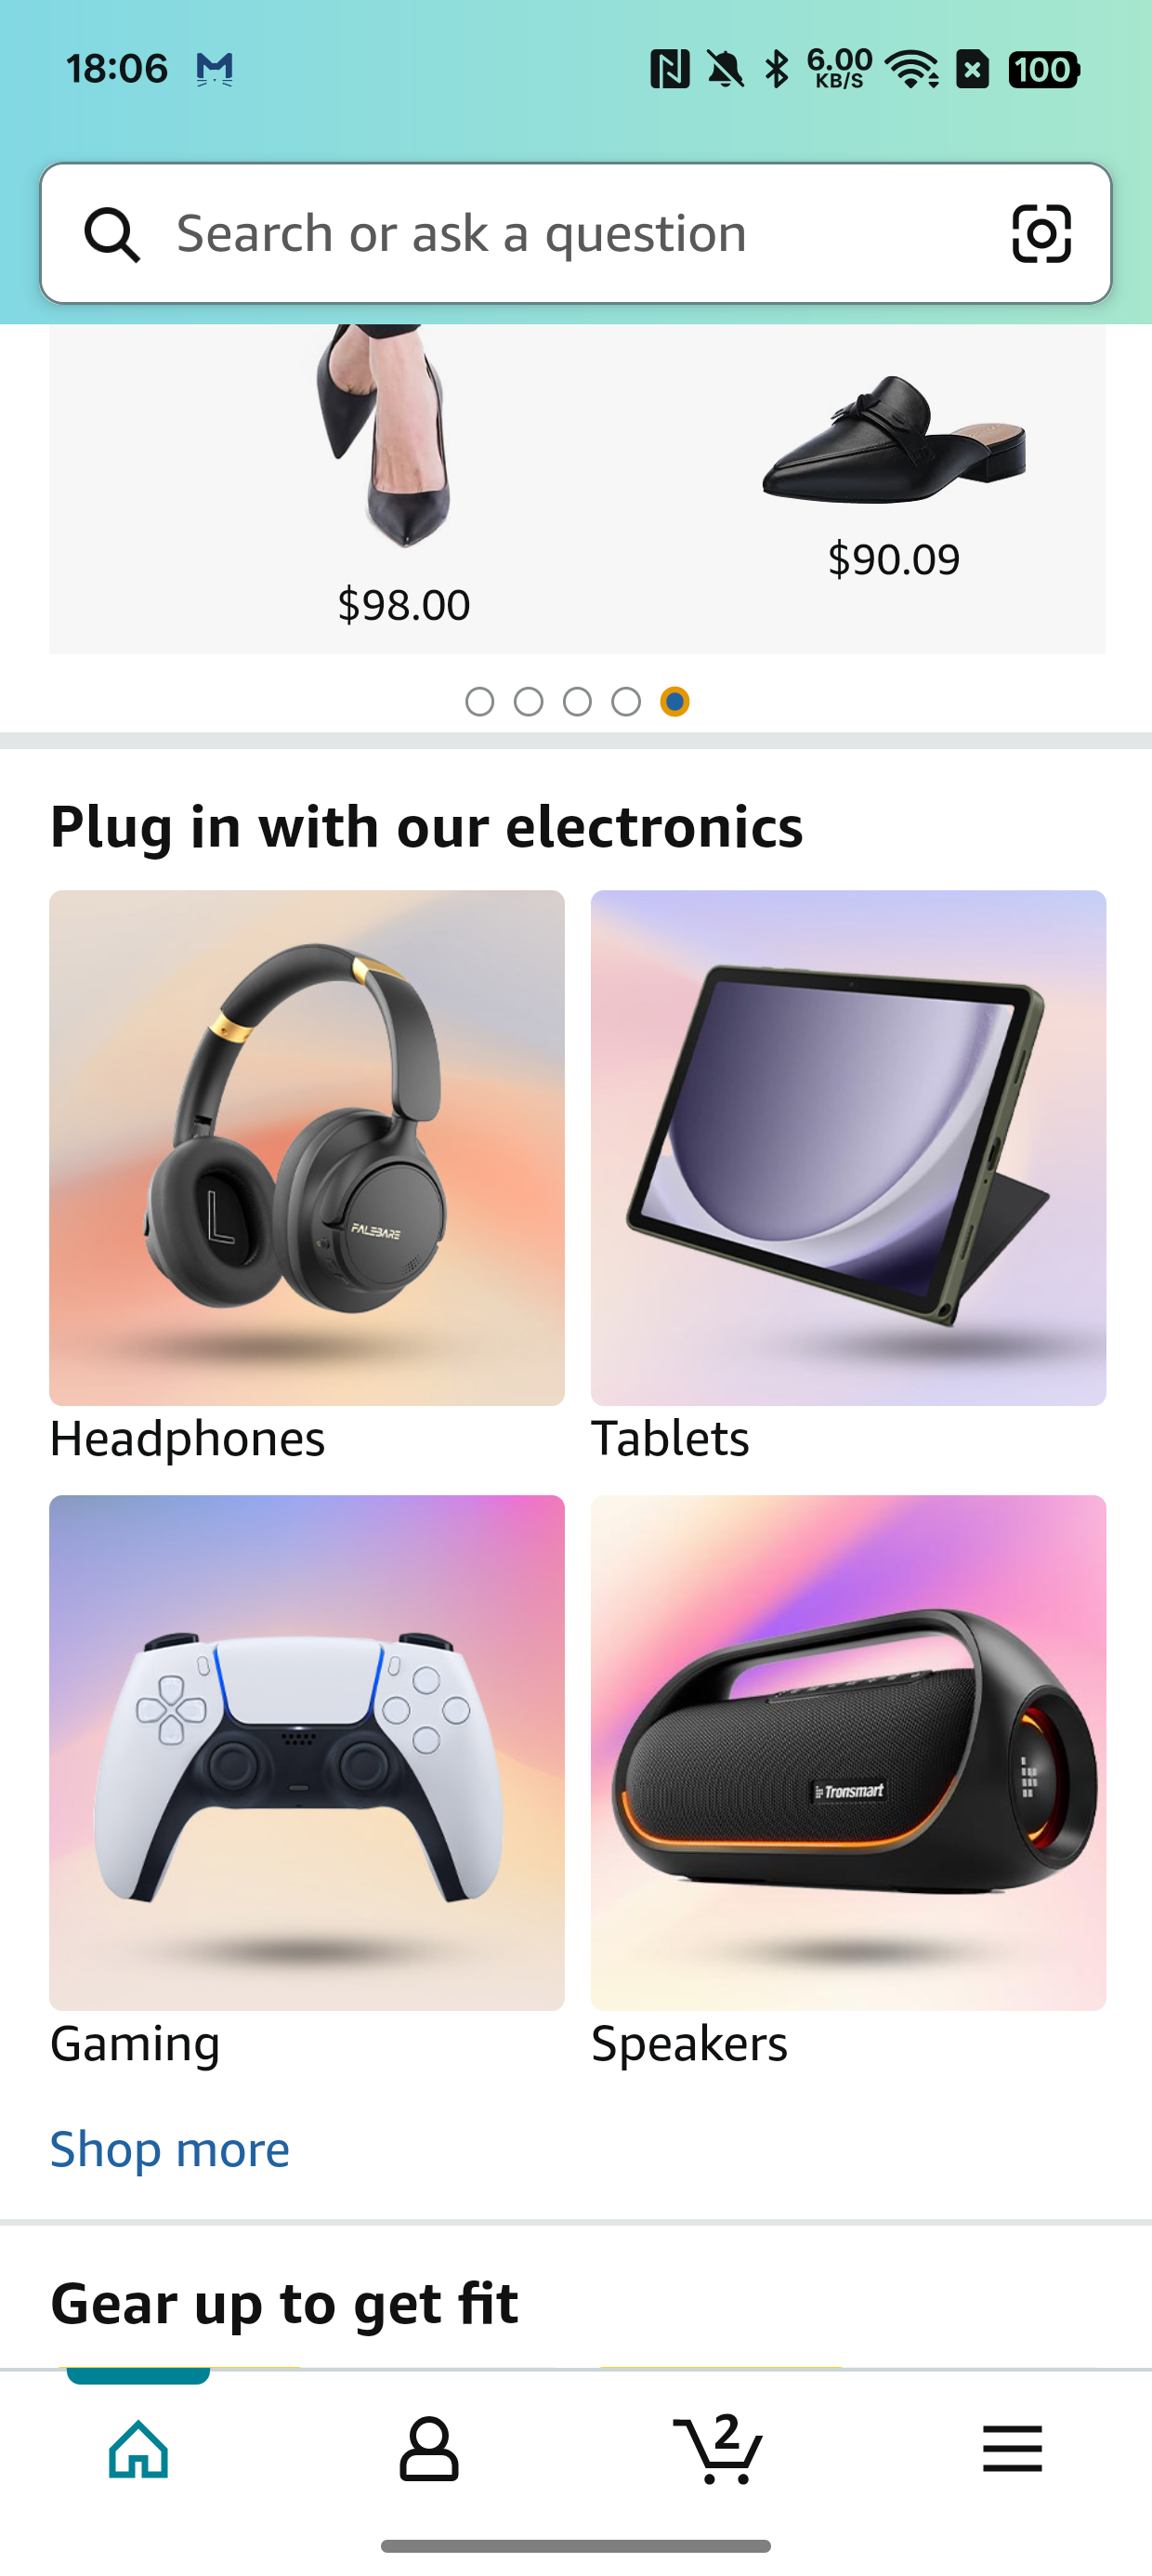 18:06
6.00
KB/S
100
Search or ask a question
$98.00
$90.09
Plug in with our electronics
L
FALEBARE
Headphones
Tablets
Tronsmart
Gaming
Speakers
Shop more
Gear up to get fit
2